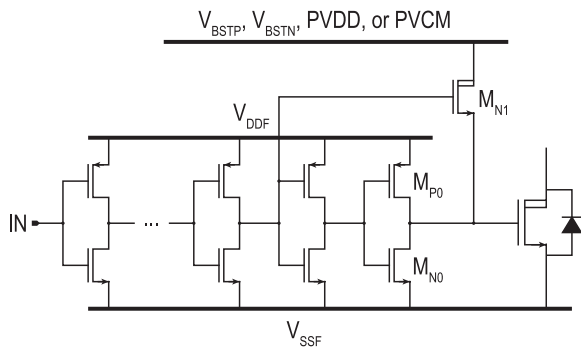 V_BSTP, V_BSTN, PVDD, or PVCM
M_N1
V_DDF
M_P0
IN
...
M_N0
V_SSF